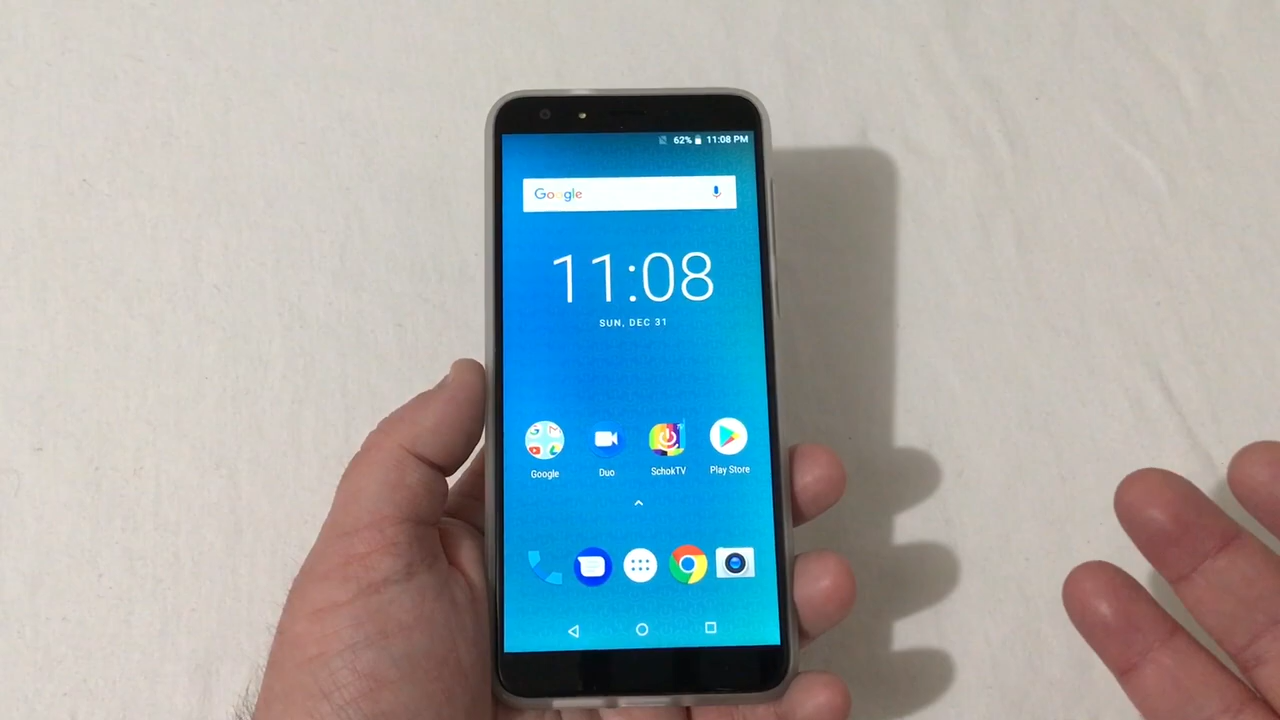 62% 11:08 PM
Google
11:08
SUN, DEC 31
Google Duo SchokTV Play Store